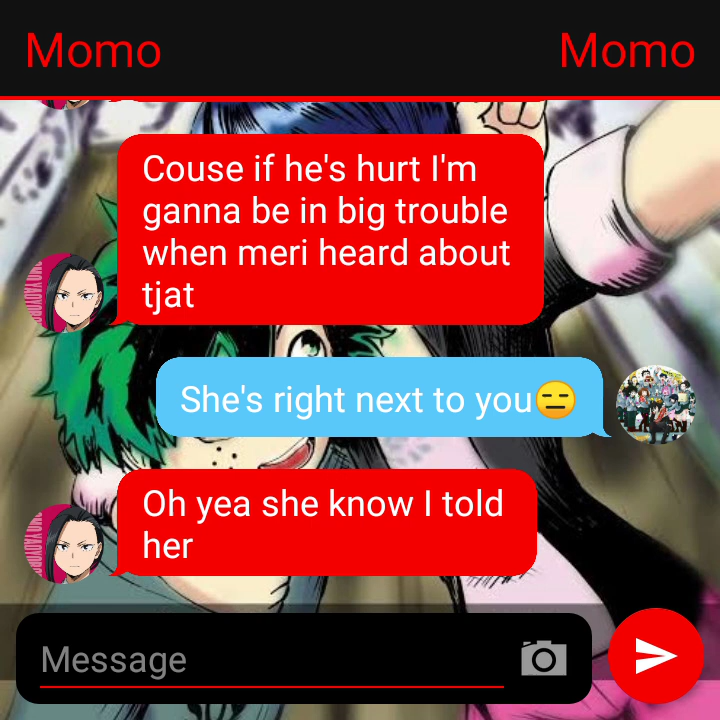 Momo Momo
Couse if he's hurt I'm
ganna be in big trouble
when meri heard about
tjat
She's right next to you😑
Oh yea she know I told
her
Message